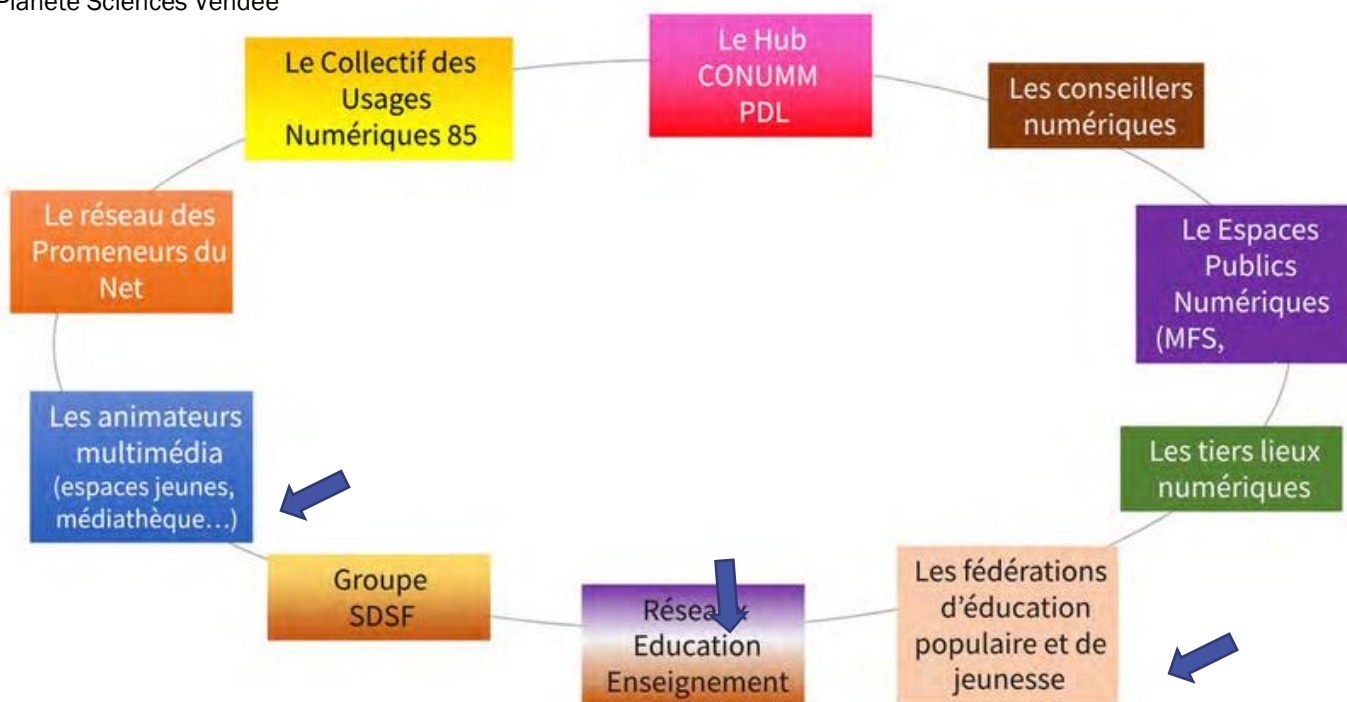 Planète Sciences Vendée
Le Hub
CONUMM
PDL
Les conseillers
numériques
Le Espaces
Publics
Numériques
(MFS,
Les tiers lieux
numériques
Les fédérations
d'éducation
populaire et de
jeunesse
Réseaux
Education
Enseignement
Groupe
SDSF
Les animateurs
multimédia
(espaces jeunes,
médiathèque…)
Le réseau des
Promeneurs du
Net
Le Collectif des
Usages
Numériques 85